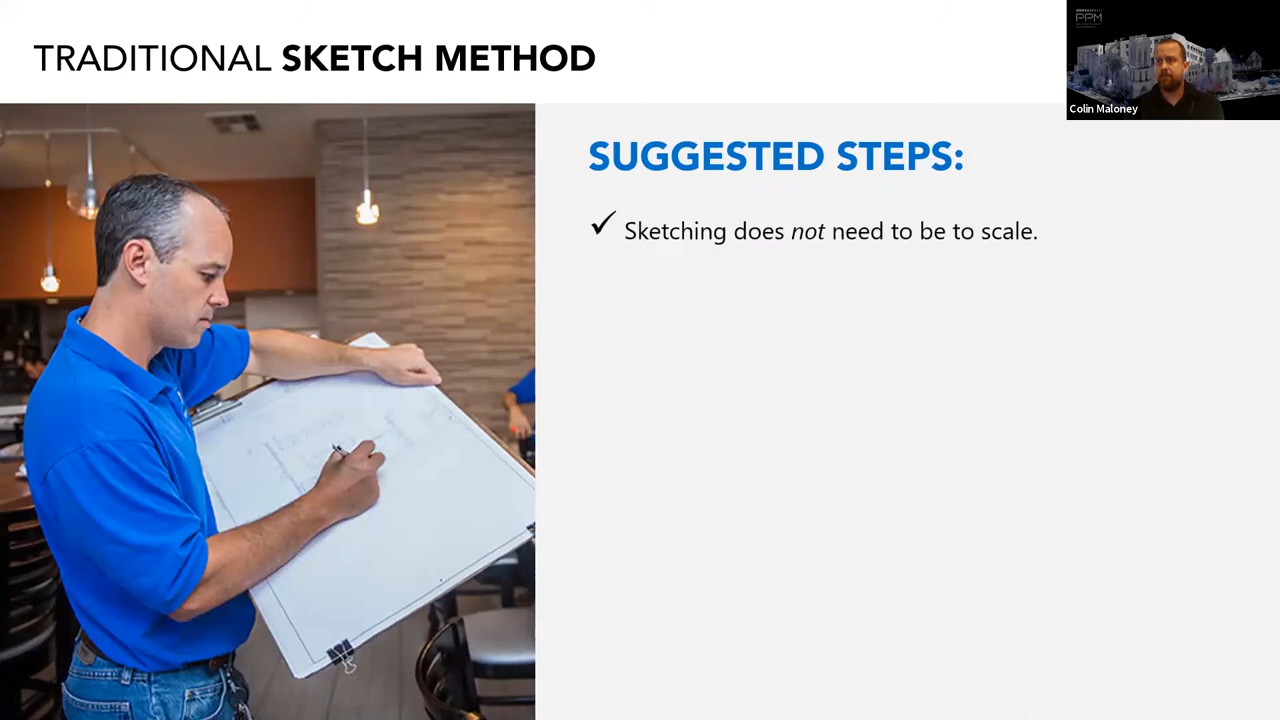 TRADITIONAL SKETCH METHOD
PPM
Colin Maloney
SUGGESTED STEPS:
✓ Sketching does not need to be to scale.